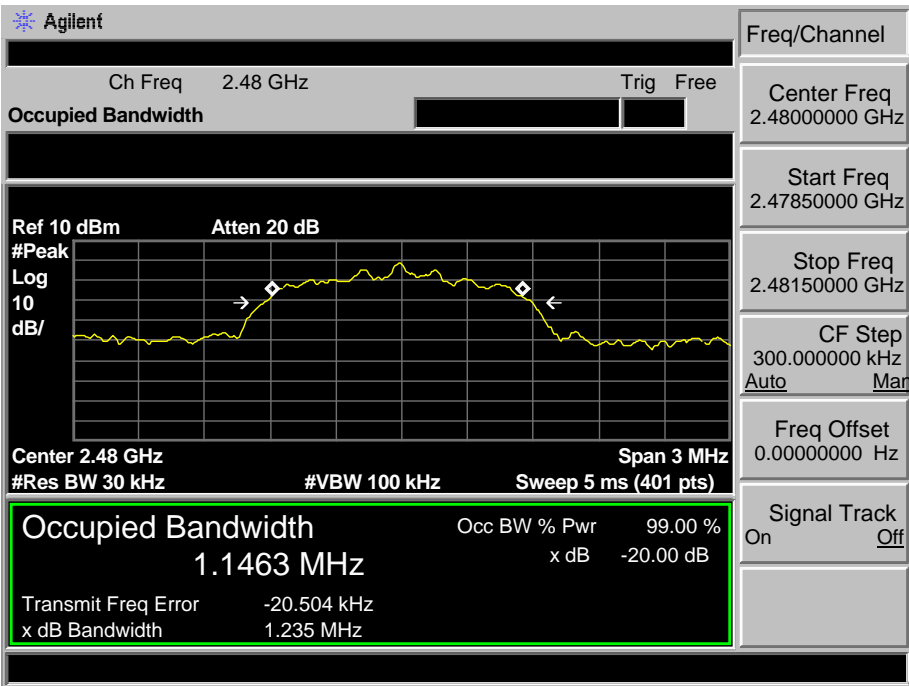 Agilent
Freq/Channel
Ch Freq 2.48 GHz Trig Free
Occupied Bandwidth
Center Freq
2.48000000 GHz
Start Freq
2.47850000 GHz
Stop Freq
2.48150000 GHz
CF Step
300.000000 kHz
Auto Man
Freq Offset
0.00000000 Hz
Signal Track
On Off
Ref 10 dBm Atten 20 dB
#Peak
Log
10
dB/
Center 2.48 GHz Span 3 MHz
#Res BW 30 kHz #VBW 100 kHz Sweep 5 ms (401 pts)
Occupied Bandwidth Occ BW % Pwr 99.00 %
1.1463 MHz x dB -20.00 dB
Transmit Freq Error -20.504 kHz
x dB Bandwidth 1.235 MHz